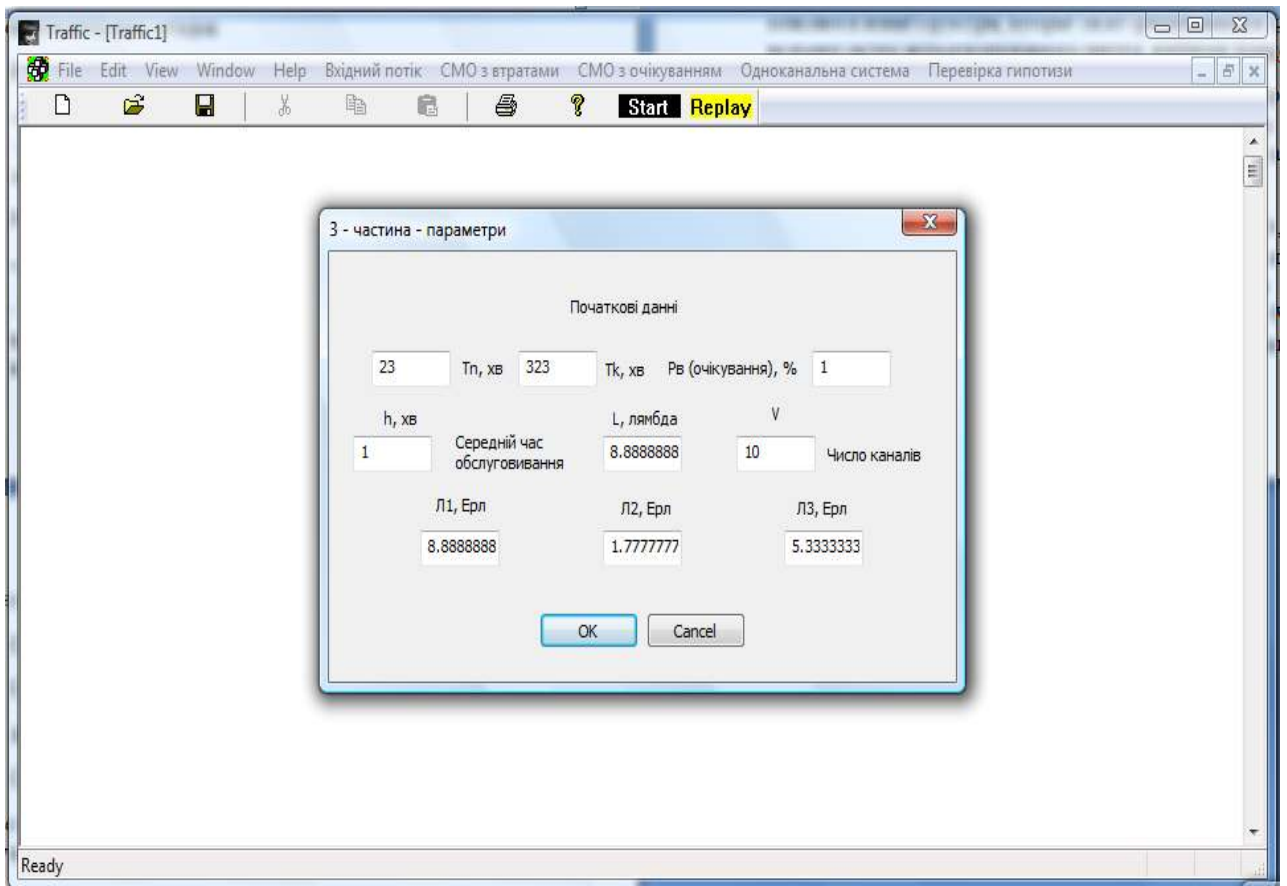 Traffic - [Traffic1]
File Edit View Window Help Вхідний потік СМО з втратами СМО з очікуванням Одноканальна система Перевірка гипотизи
Start Replay
3 - частина - параметри
Початкові данні
23 Тп, хв 323 Tk, хв Рв (очікування), % 1
h, хв L, лямбда V
1 Середній час обслуговивання 8.8888888 10 Число каналів
Л1, Ерл Л2, Ерл Л3, Ерл
8.8888888 1.7777777 5.3333333
OK Cancel
Ready